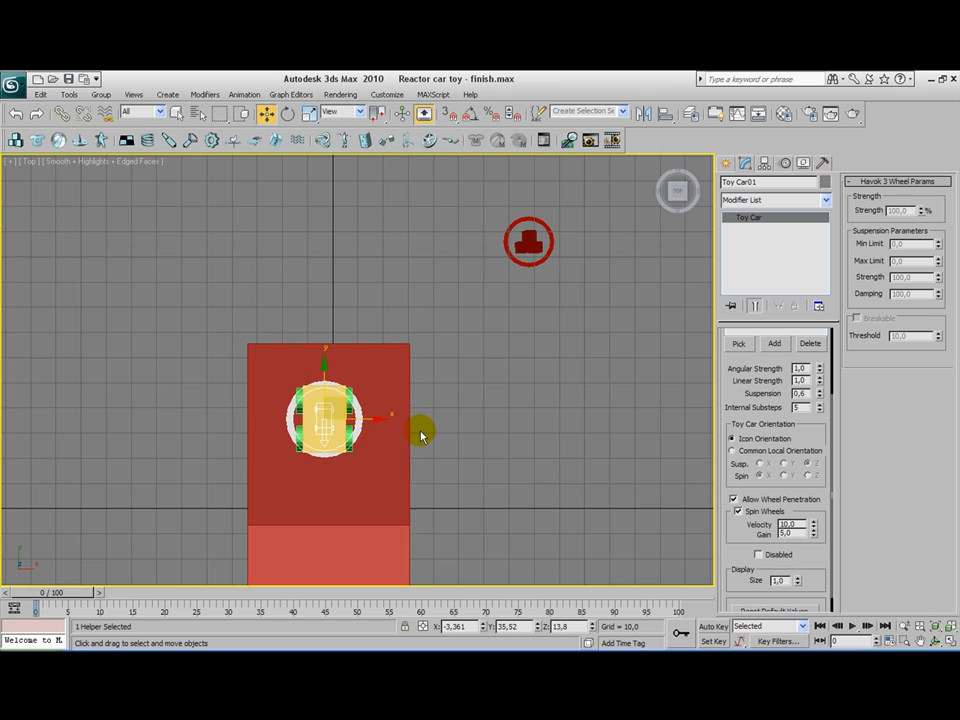 Autodesk 3ds Max 2010 Reactor car toy - finish.max
Type a keyword or phrase
Edit Tools Group Views Create Modifiers Animation Graph Editors Rendering Customize MAXScript Help
All
View
Create Selection Se
[ + ] [ Top ] [ Smooth + Highlights + Edged Faces ]
TOP
Toy Car01
Modifier List
Toy Car
- Havok 3 Wheel Params
Strength
Strength 100,0 %
Suspension Parameters
Min Limit 0,0
Max Limit 0,0
Strength 100,0
Damping 100,0
Breakable
Threshold 10,0
Pick Add Delete
Angular Strength 1,0
Linear Strength 1,0
Suspension 0,6
Internal Substeps 5
Toy Car Orientation
Icon Orientation
Common Local Orientation
Susp. X Y Z
Spin X Y Z
Allow Wheel Penetration
Spin Wheels
Velocity 10,0
Gain 5,0
Disabled
Display
Size 1,0
Reset Default Values
y
x
y
z x
< 0 / 100 >
0 5 10 15 20 25 30 35 40 45 50 55 60 65 70 75 80 85 90 95 100
1 Helper Selected
X: -3,361 Y: 35,52 Z: 13,8 Grid = 10,0
Auto Key Selected
Welcome to M
Click and drag to select and move objects
Add Time Tag
Set Key Key Filters... 0